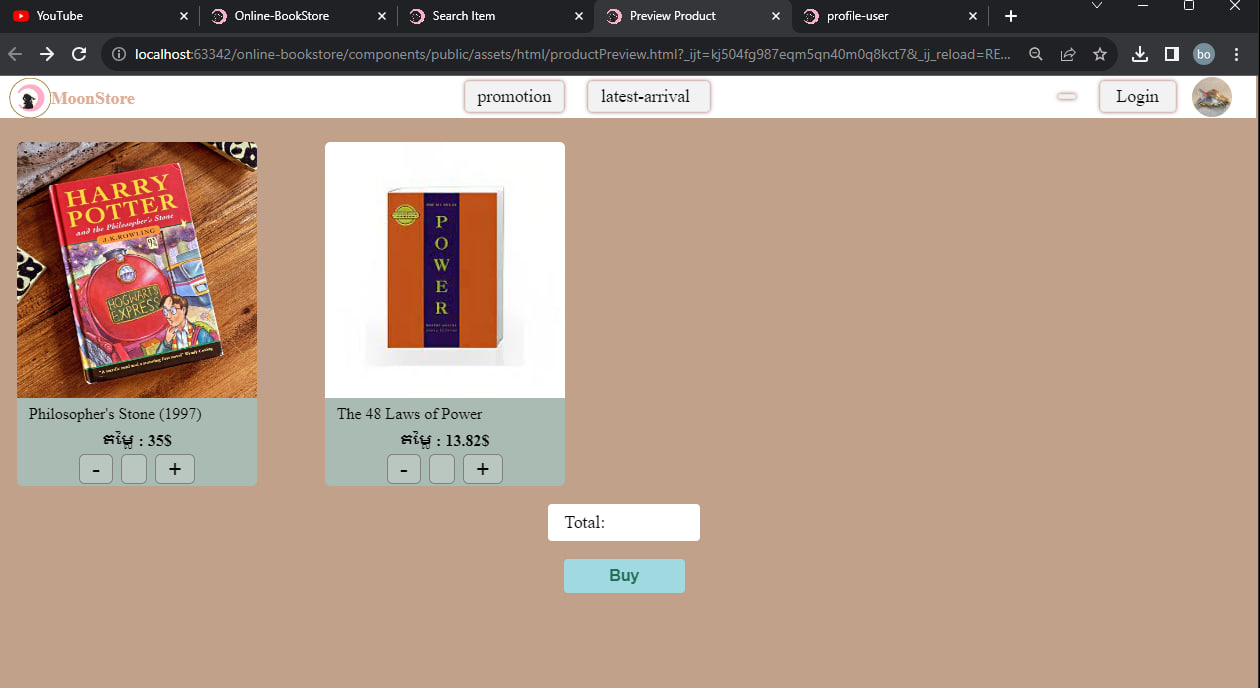 YouTube
Online-BookStore
Search Item
Preview Product
profile-user
localhost:63342/online-bookstore/components/public/assets/html/productPreview.html?_ijt=kj504fg987eqm5qn40m0q8kct7&_ij_reload=RE...
bo
MoonStore
promotion
latest-arrival
Login
HARRY
POTTER
and the Philosopher's Stone
J.K.ROWLING
HOGWARTS
EXPRESS
POWER
Philosopher's Stone (1997)
តម្លៃ : 35$
- +
The 48 Laws of Power
តម្លៃ : 13.82$
- +
Total:
Buy